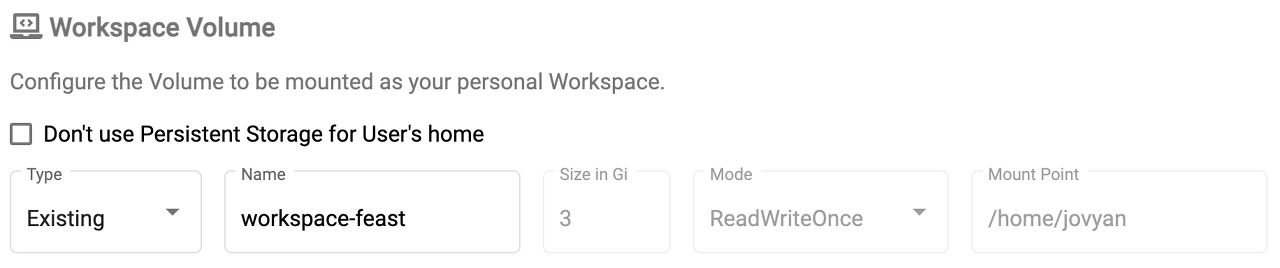 Workspace Volume
Configure the Volume to be mounted as your personal Workspace.
Don't use Persistent Storage for User's home
Type Name Size in Gi Mode Mount Point
Existing workspace-feast 3 ReadWriteOnce /home/jovyan